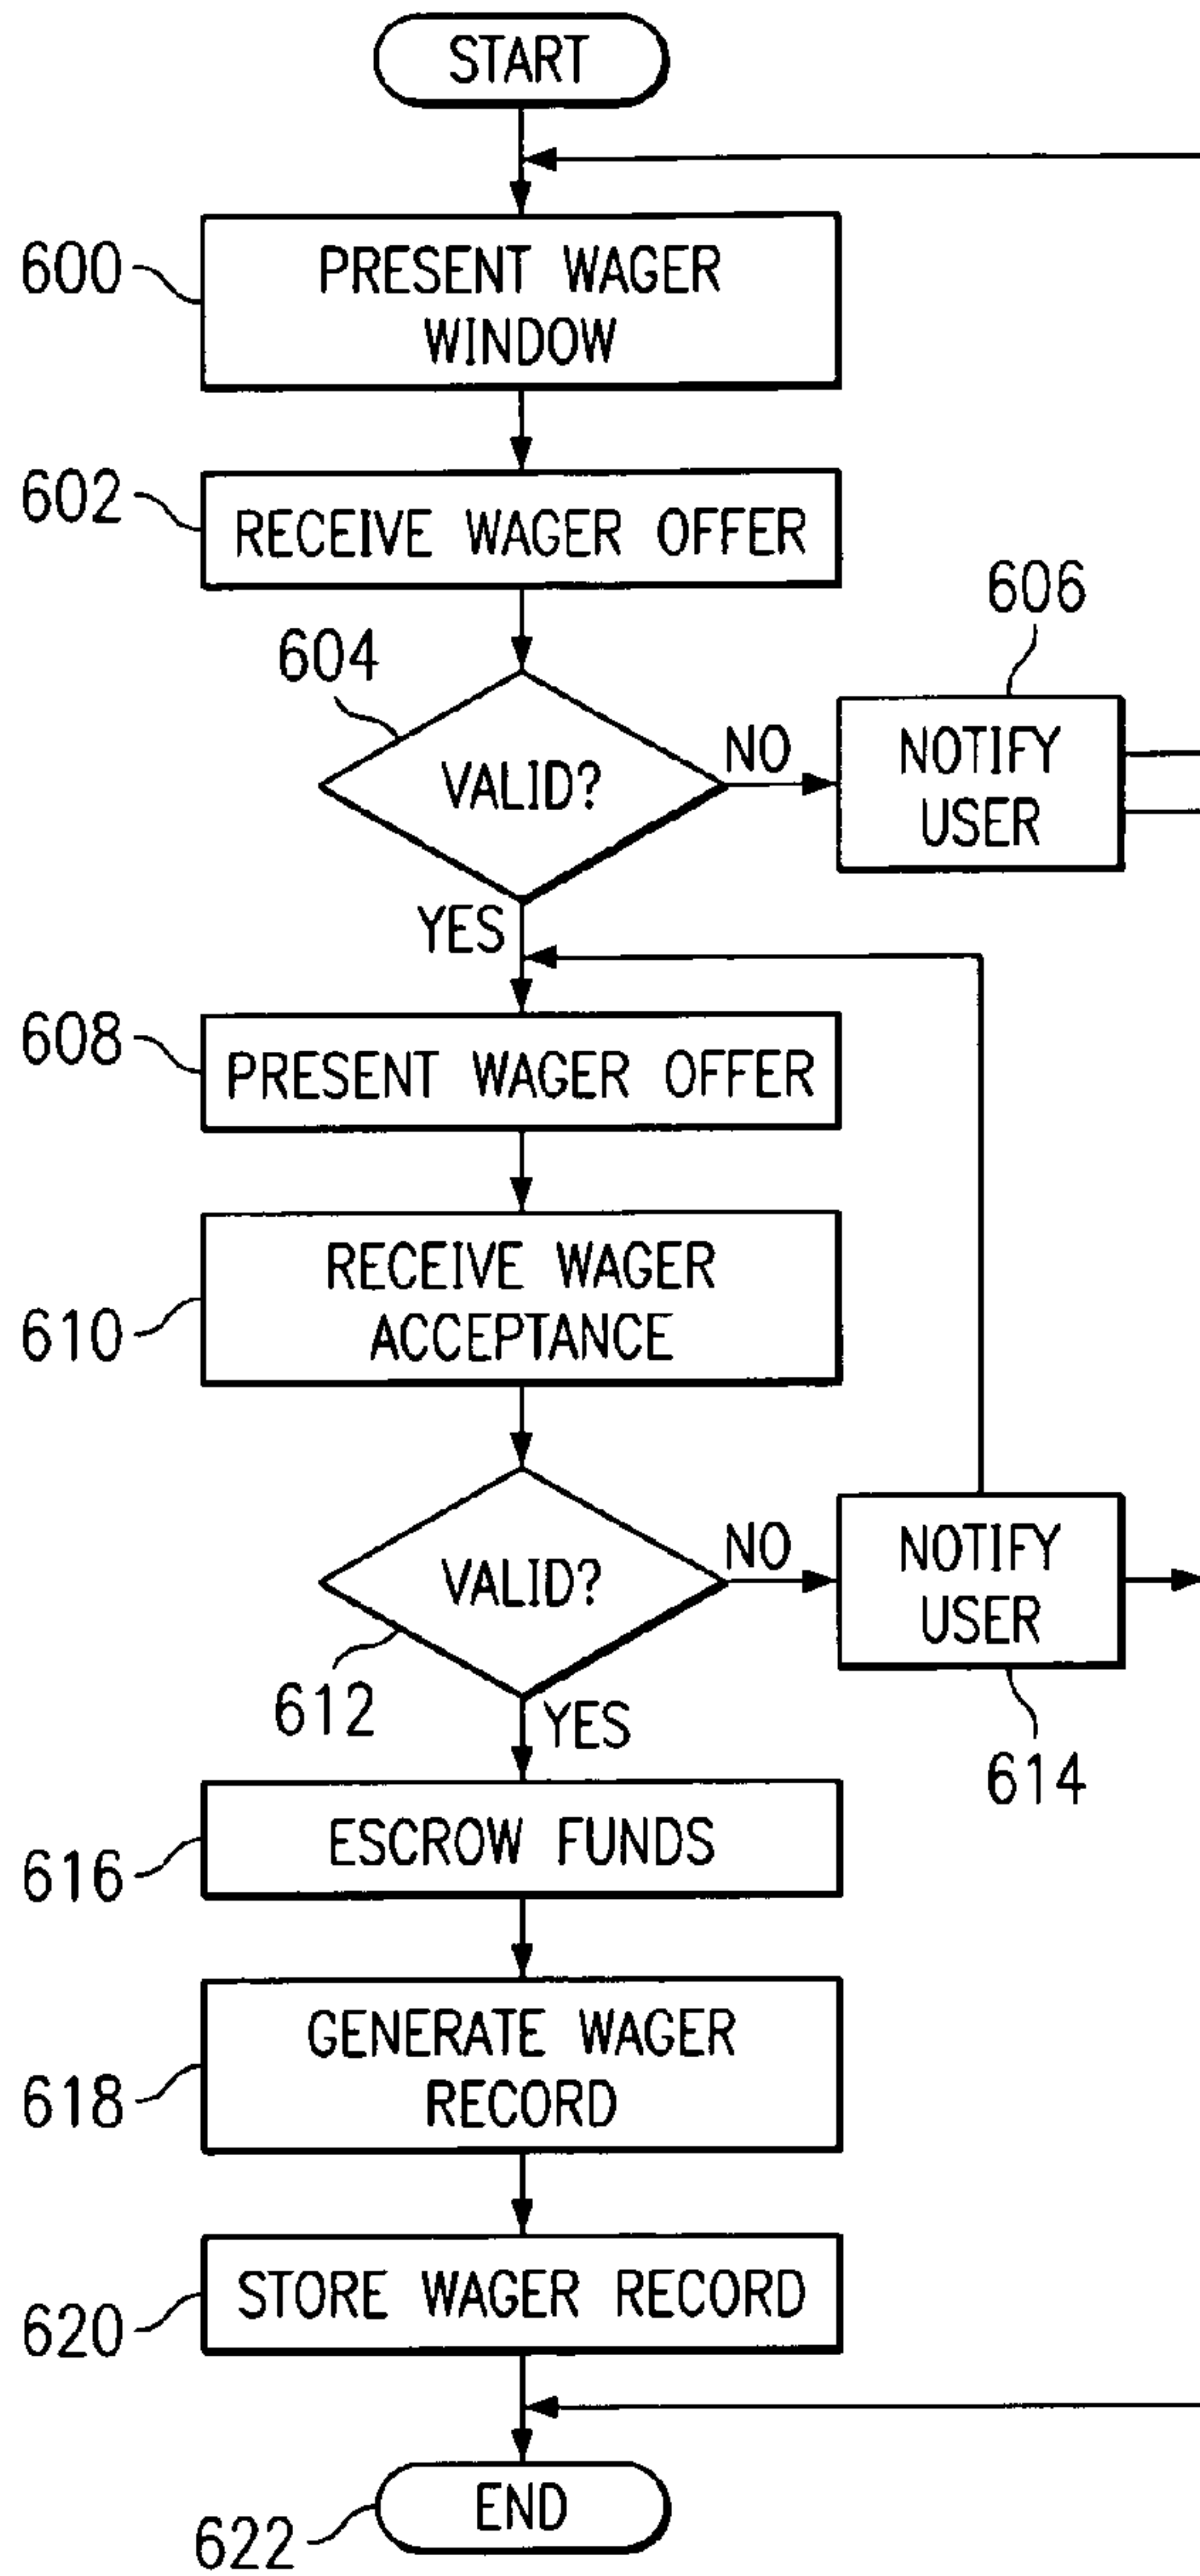 START
600
PRESENT WAGER
WINDOW
602
RECEIVE WAGER OFFER
606
604
VALID?
NO
NOTIFY
USER
YES
608
PRESENT WAGER OFFER
610
RECEIVE WAGER
ACCEPTANCE
VALID?
NO
NOTIFY
USER
612
YES
614
616
ESCROW FUNDS
618
GENERATE WAGER
RECORD
620
STORE WAGER RECORD
END
622